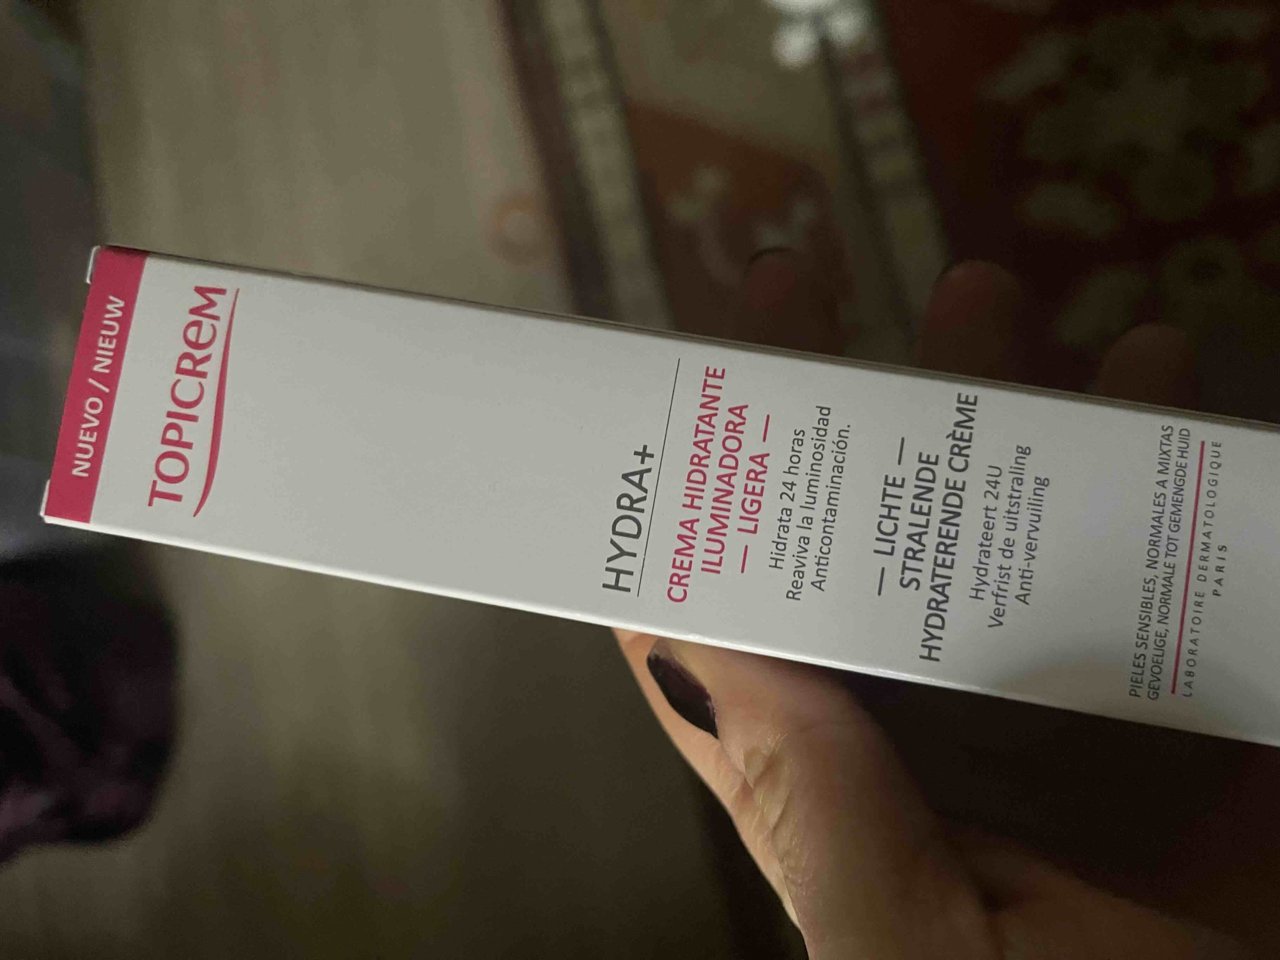 NUEVO / NIEUW
TOPICREM
HYDRA+
CREMA HIDRATANTE
ILUMINADORA
— LIGERA —
Hidrata 24 horas
Reaviva la luminosidad
Anticontaminación.
— LICHTE —
STRALENDE
HYDRATERENDE CRÈME
Hydrateert 24U
Verfrist de uitstraling
Anti-vervuiling
PIELES SENSIBLES, NORMALES A MIXTAS
GEVOELIGE, NORMALE TOT GEMENGDE HUID
LABORATOIRE DERMATOLOGIQUE
PARIS